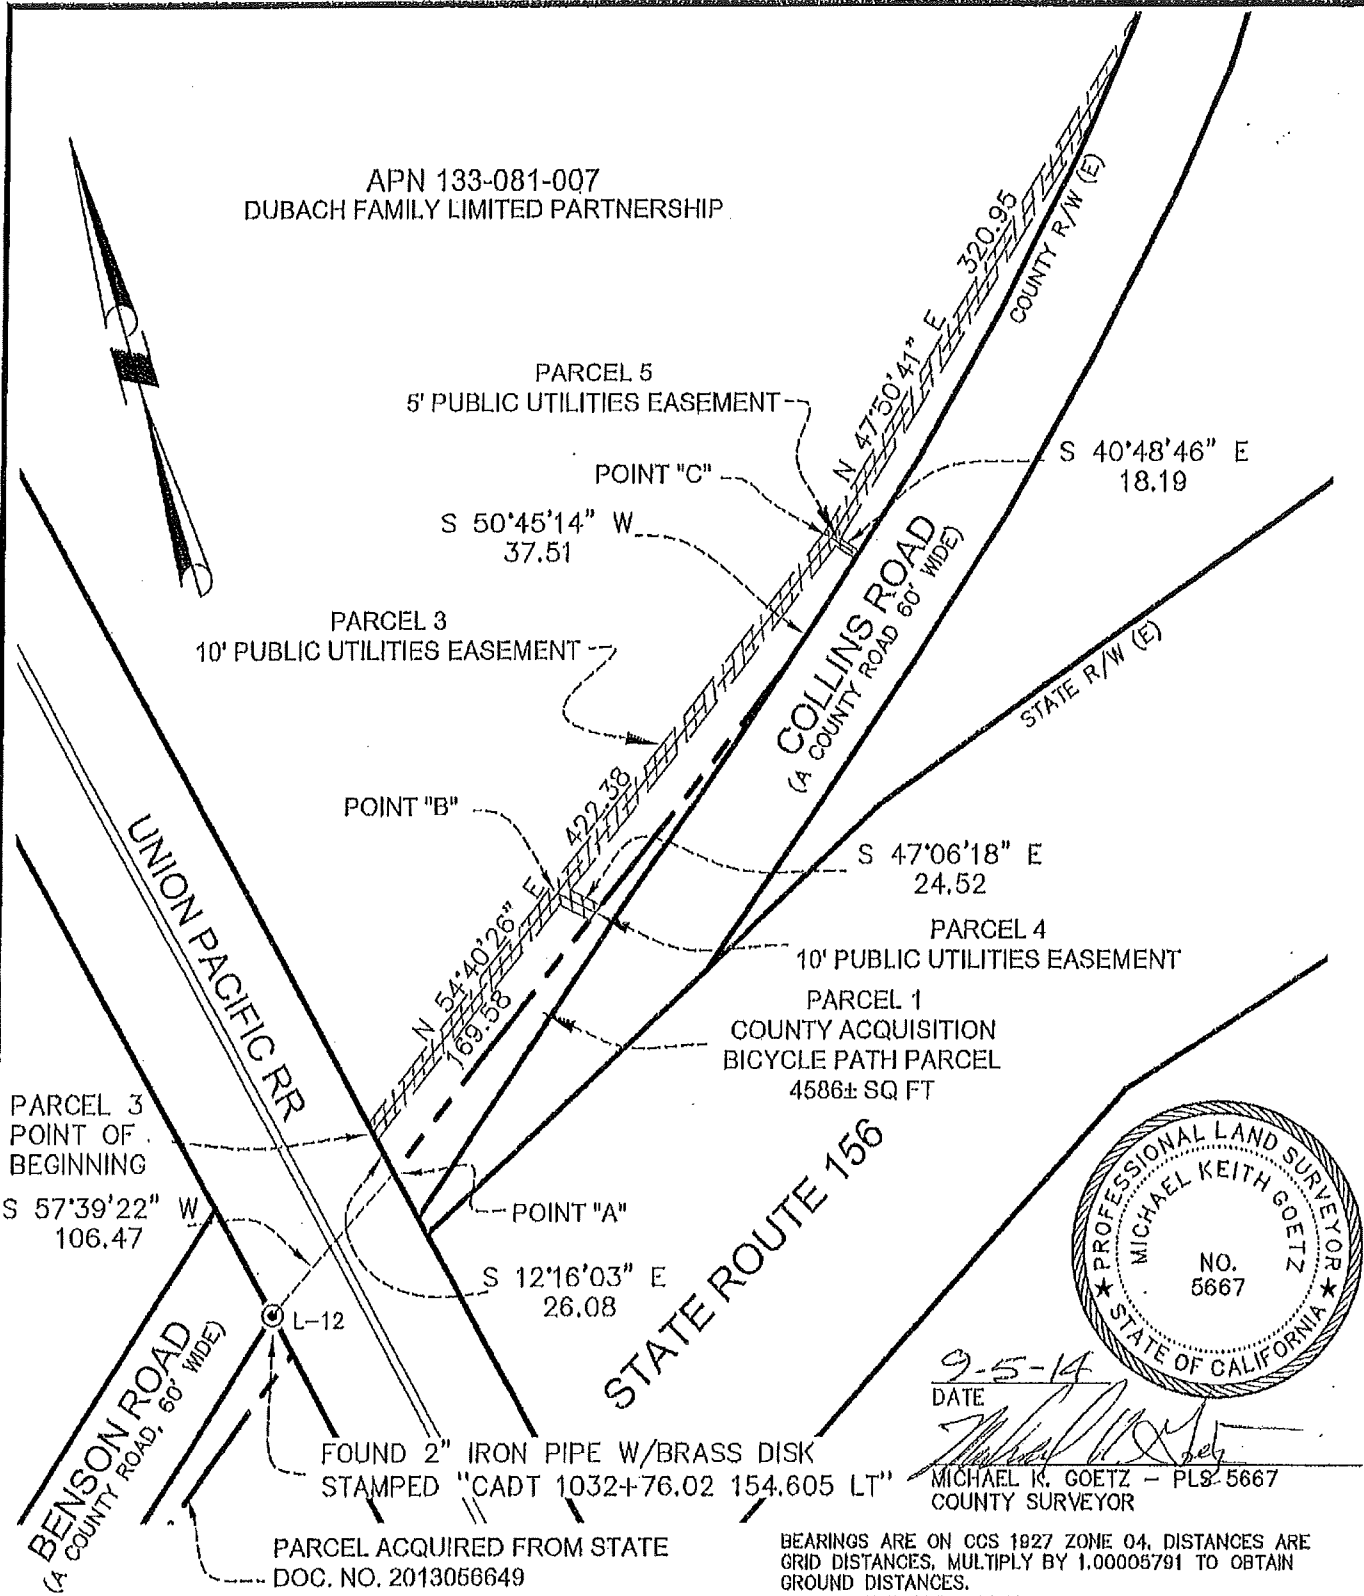 APN 133-081-007
DUBACH FAMILY LIMITED PARTNERSHIP
320.95
COUNTY R/W (E)
PARCEL 5
5' PUBLIC UTILITIES EASEMENT
N 47°50'41" E
POINT "C"
S 40°48'46" E
18.19
S 50°45'14" W
37.51
COLLINS ROAD
(A COUNTY ROAD 60' WIDE)
PARCEL 3
10' PUBLIC UTILITIES EASEMENT
STATE R/W (E)
422.38
POINT "B"
UNION PACIFIC RR
S 47°06'18" E
24.52
N 54°40'26" E
169.58
PARCEL 4
10' PUBLIC UTILITIES EASEMENT
PARCEL 1
COUNTY ACQUISITION
BICYCLE PATH PARCEL
4586± SQ FT
PARCEL 3
POINT OF
BEGINNING
S 57°39'22" W
106.47
POINT "A"
S 12°16'03" E
26.08
STATE ROUTE 156
L-12
BENSON ROAD
(A COUNTY ROAD, 60' WIDE)
PROFESSIONAL LAND SURVEYOR
MICHAEL KEITH GOETZ
NO.
5667
★ STATE OF CALIFORNIA ★
9-5-14
DATE
FOUND 2" IRON PIPE W/BRASS DISK
STAMPED "CADT 1032+76.02 154.605 LT"
MICHAEL K. GOETZ - PLS 5667
COUNTY SURVEYOR
PARCEL ACQUIRED FROM STATE
DOC. NO. 2013056649
BEARINGS ARE ON CCS 1927 ZONE 04. DISTANCES ARE
GRID DISTANCES, MULTIPLY BY 1.00005791 TO OBTAIN
GROUND DISTANCES.